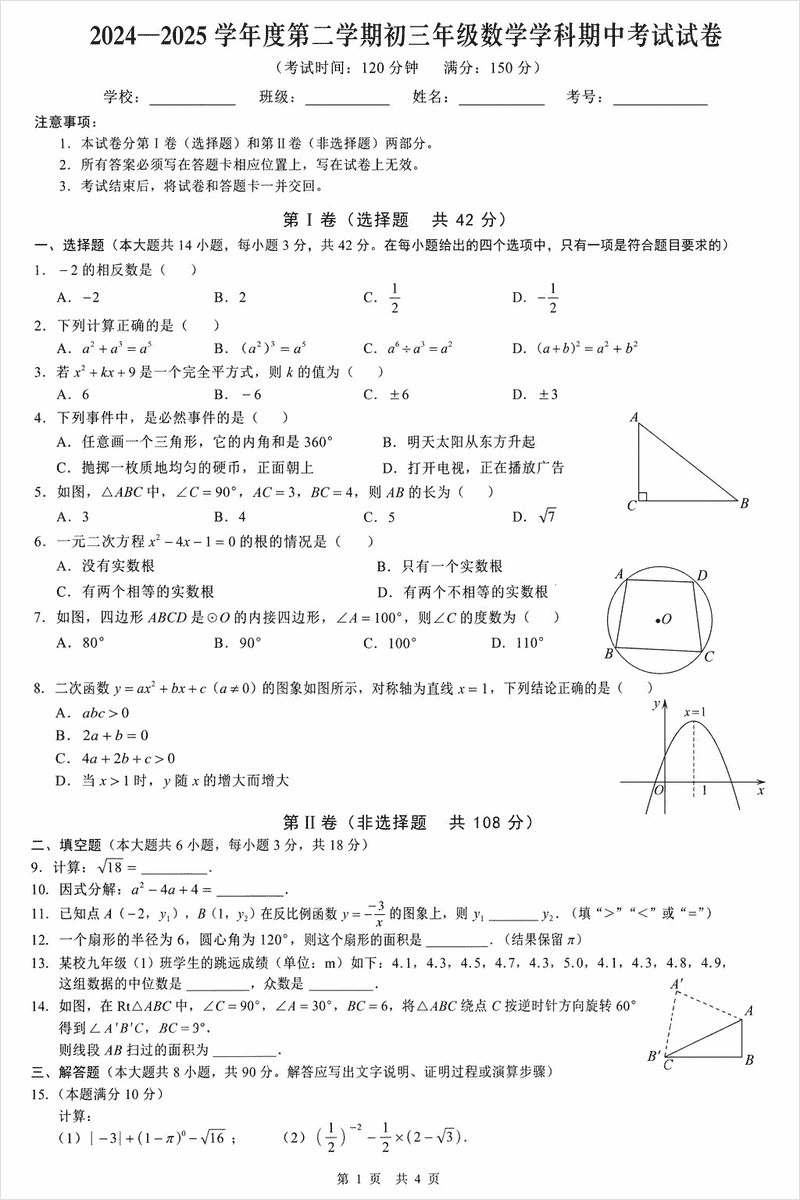 2024—2025 学年度第二学期初三年级数学学科期中考试试卷
（考试时间：120 分钟 满分：150 分）
学校：__________ 班级：__________ 姓名：__________ 考号：__________
注意事项：
1．本试卷分第Ⅰ卷（选择题）和第Ⅱ卷（非选择题）两部分。
2．所有答案必须写在答题卡相应位置上，写在试卷上无效。
3．考试结束后，将试卷和答题卡一并交回。
第Ⅰ卷（选择题 共 42 分）
一、选择题（本大题共 14 小题，每小题 3 分，共 42 分。在每小题给出的四个选项中，只有一项是符合题目要求的）
1．－2 的相反数是（ ）
A．−2 B．2 C．1/2 D．−1/2
2．下列计算正确的是（ ）
A．a² + a³ = a⁵ B．(a²)³ = a⁵ C．a⁶ ÷ a³ = a² D．(a + b)² = a² + b²
3．若 x² + kx + 9 是一个完全平方式，则 k 的值为（ ）
A．6 B．－6 C．±6 D．±3
4．下列事件中，是必然事件的是（ ）
A．任意画一个三角形，它的内角和是 360° B．明天太阳从东方升起
C．抛掷一枚质地均匀的硬币，正面朝上 D．打开电视，正在播放广告
A
C
B
5．如图，△ABC 中，∠C = 90°，AC = 3，BC = 4，则 AB 的长为（ ）
A．3 B．4 C．5 D．√7
6．一元二次方程 x² − 4x − 1 = 0 的根的情况是（ ）
A．没有实数根 B．只有一个实数根
C．有两个相等的实数根 D．有两个不相等的实数根
7．如图，四边形 ABCD 是⊙O 的内接四边形，∠A = 100°，则∠C 的度数为（ ）
A．80° B．90° C．100° D．110°
A
D
O
B
C
8．二次函数 y = ax² + bx + c（a ≠ 0）的图象如图所示，对称轴为直线 x = 1，下列结论正确的是（ ）
A．abc > 0
B．2a + b = 0
C．4a + 2b + c > 0
D．当 x > 1 时，y 随 x 的增大而增大
y
x=1
O
1
x
第Ⅱ卷（非选择题 共 108 分）
二、填空题（本大题共 6 小题，每小题 3 分，共 18 分）
9．计算：√18 = ________．
10．因式分解：a² − 4a + 4 = ________．
11．已知点 A（−2，y₁），B（1，y₂）在反比例函数 y = −−3/x 的图象上，则 y₁ ______ y₂．（填“>”“<”或“=”）
12．一个扇形的半径为 6，圆心角为 120°，则这个扇形的面积是 ________．（结果保留 π）
13．某校九年级（1）班学生的跳远成绩（单位：m）如下：4.1，4.3，4.5，4.7，4.3，5.0，4.1，4.3，4.8，4.9，
这组数据的中位数是 ________，众数是 ________．
14．如图，在 Rt△ABC 中，∠C = 90°，∠A = 30°，BC = 6，将△ABC 绕点 C 按逆时针方向旋转 60°
得到∠A′B′C，BC = 9°．
则线段 AB 扫过的面积为 ________．
A′
A
B′
C
B
三、解答题（本大题共 8 小题，共 90 分。解答应写出文字说明、证明过程或演算步骤）
15．（本题满分 10 分）
计算：
（1）| −3| + (1 − π)⁰ − √16 ； （2）(1/2)⁻² − 1/2 × (2 − √3)．
第 1 页 共 4 页